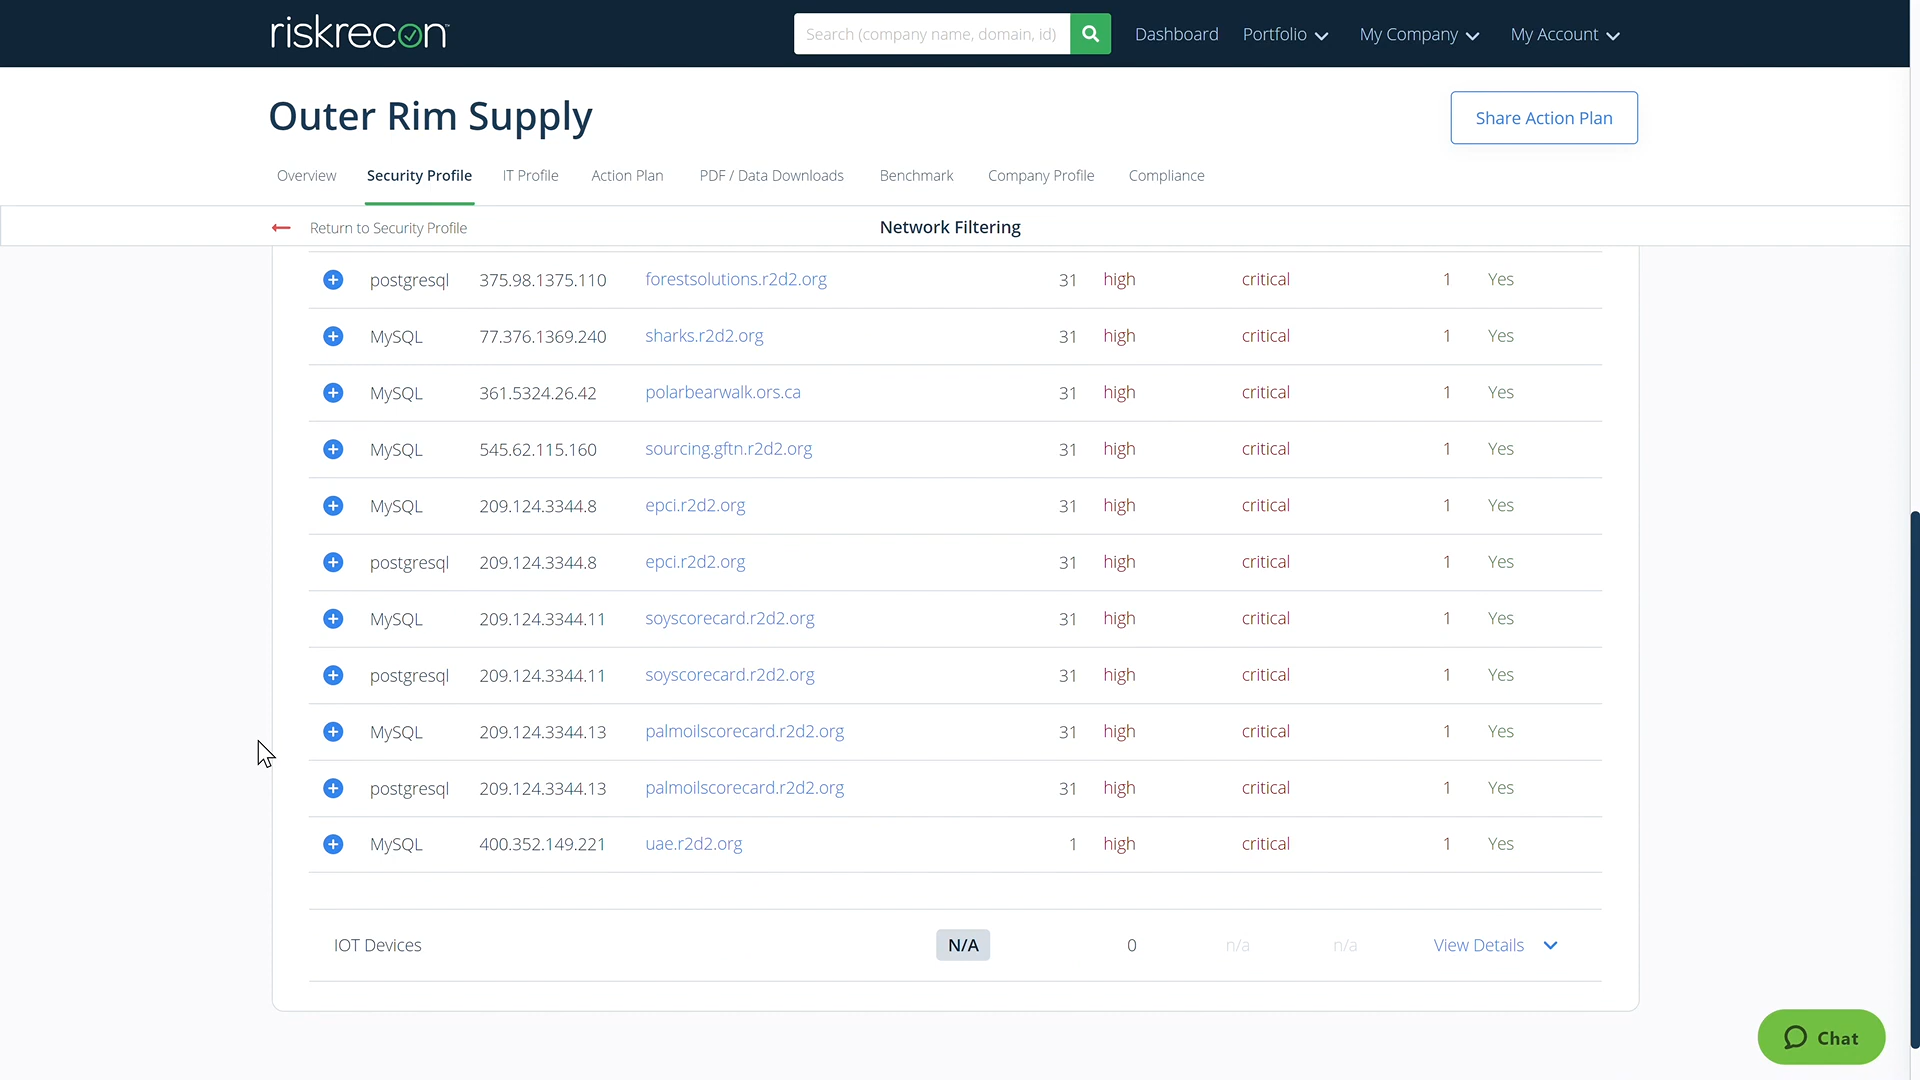 riskrecon
Search (company name, domain, id)
Dashboard
Portfolio
My Company
My Account
Outer Rim Supply
Share Action Plan
Overview
Security Profile
IT Profile
Action Plan
PDF / Data Downloads
Benchmark
Company Profile
Compliance
Return to Security Profile
Network Filtering
postgresql 375.98.1375.110 forestsolutions.r2d2.org 31 high critical 1 Yes
MySQL 77.376.1369.240 sharks.r2d2.org 31 high critical 1 Yes
MySQL 361.5324.26.42 polarbearwalk.ors.ca 31 high critical 1 Yes
MySQL 545.62.115.160 sourcing.gftn.r2d2.org 31 high critical 1 Yes
MySQL 209.124.3344.8 epci.r2d2.org 31 high critical 1 Yes
postgresql 209.124.3344.8 epci.r2d2.org 31 high critical 1 Yes
MySQL 209.124.3344.11 soyscorecard.r2d2.org 31 high critical 1 Yes
postgresql 209.124.3344.11 soyscorecard.r2d2.org 31 high critical 1 Yes
MySQL 209.124.3344.13 palmoilscorecard.r2d2.org 31 high critical 1 Yes
postgresql 209.124.3344.13 palmoilscorecard.r2d2.org 31 high critical 1 Yes
MySQL 400.352.149.221 uae.r2d2.org 1 high critical 1 Yes
IOT Devices N/A 0 n/a n/a View Details
Chat